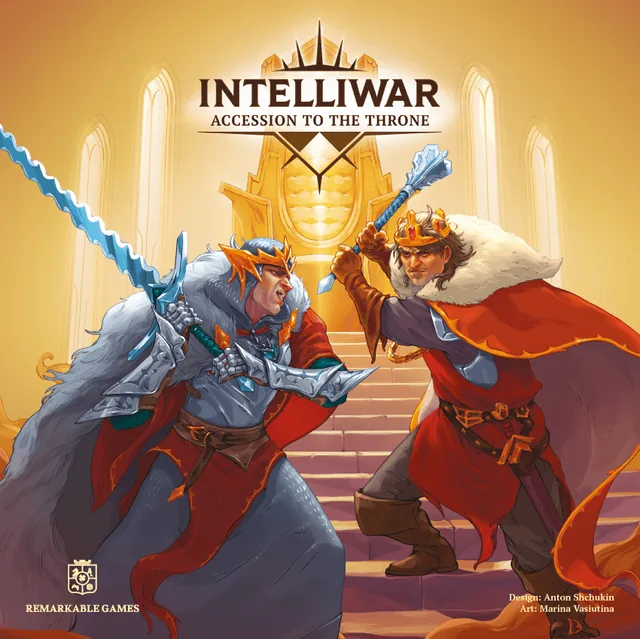 INTELLIWAR
ACCESSION TO THE THRONE
REMARKABLE GAMES
Design: Anton Shchukin
Art: Marina Vasiutina